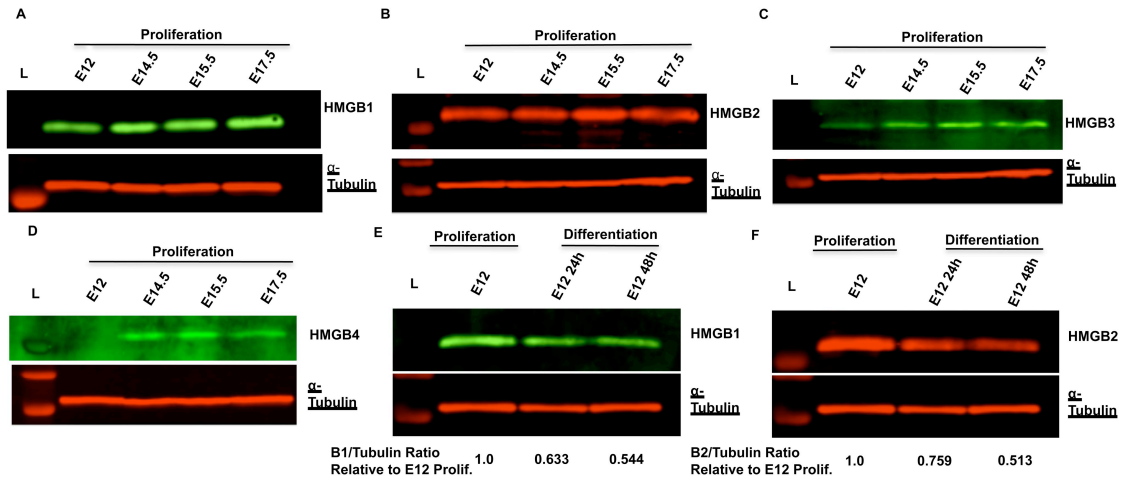 A
Proliferation
L
E12
E14.5
E15.5
E17.5
HMGB1
α-
Tubulin
B
Proliferation
L
E12
E14.5
E15.5
E17.5
HMGB2
α-
Tubulin
C
Proliferation
L
E12
E14.5
E15.5
E17.5
HMGB3
α-
Tubulin
D
Proliferation
L
E12
E14.5
E15.5
E17.5
HMGB4
α-
Tubulin
E
Proliferation
Differentiation
L
E12
E12 24h
E12 48h
HMGB1
α-
Tubulin
B1/Tubulin Ratio
Relative to E12 Prolif.
1.0 0.633 0.544
F
Proliferation
Differentiation
L
E12
E12 24h
E12 48h
HMGB2
α-
Tubulin
B2/Tubulin Ratio
Relative to E12 Prolif.
1.0 0.759 0.513